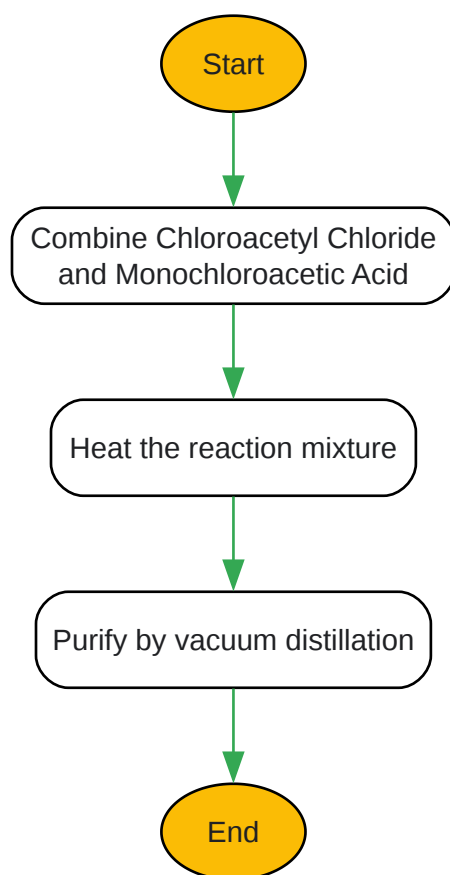 Start
Combine Chloroacetyl Chloride
and Monochloroacetic Acid
Heat the reaction mixture
Purify by vacuum distillation
End